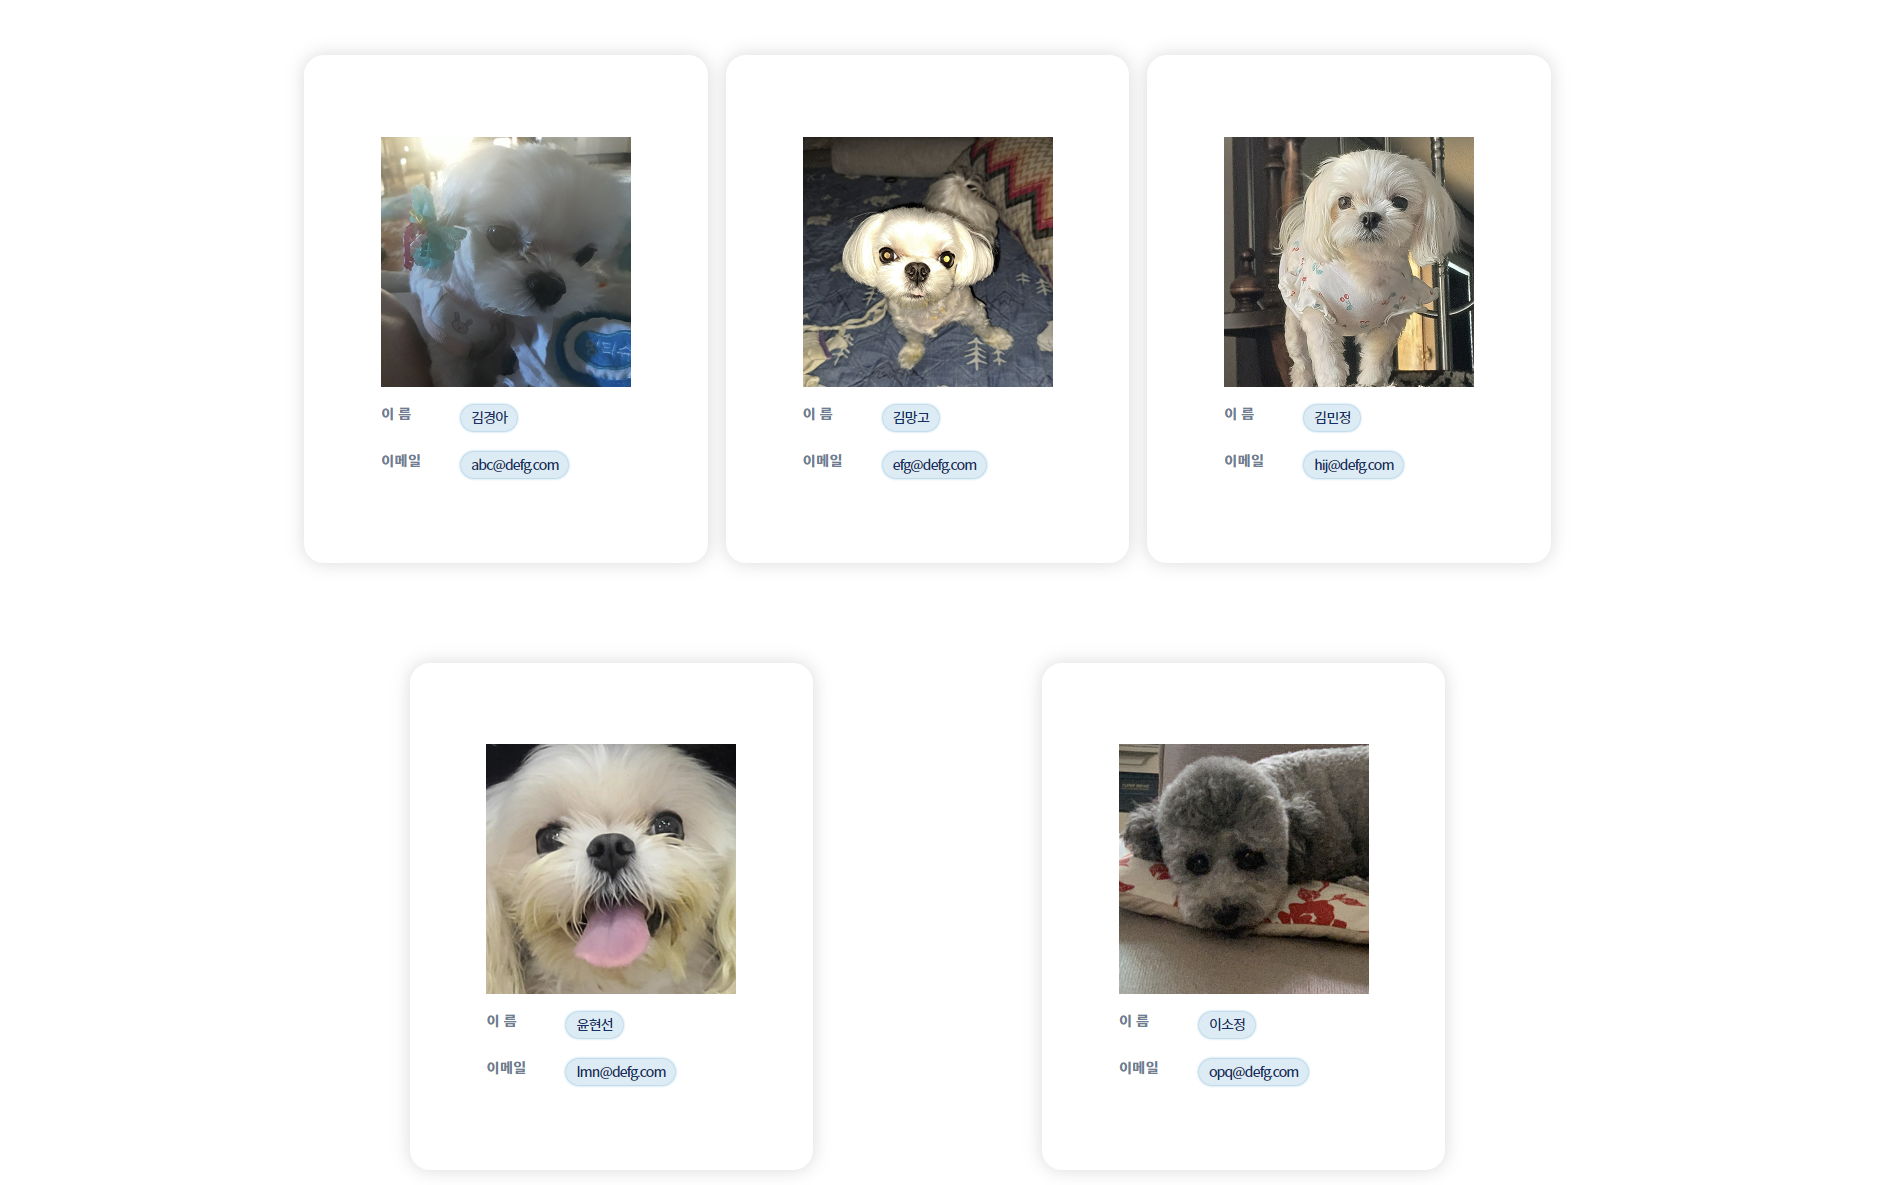 이 름 김경아
이메일 abc@defg.com
이 름 김망고
이메일 efg@defg.com
이 름 김민정
이메일 hij@defg.com
이 름 윤현선
이메일 lmn@defg.com
이 름 이소정
이메일 opq@defg.com